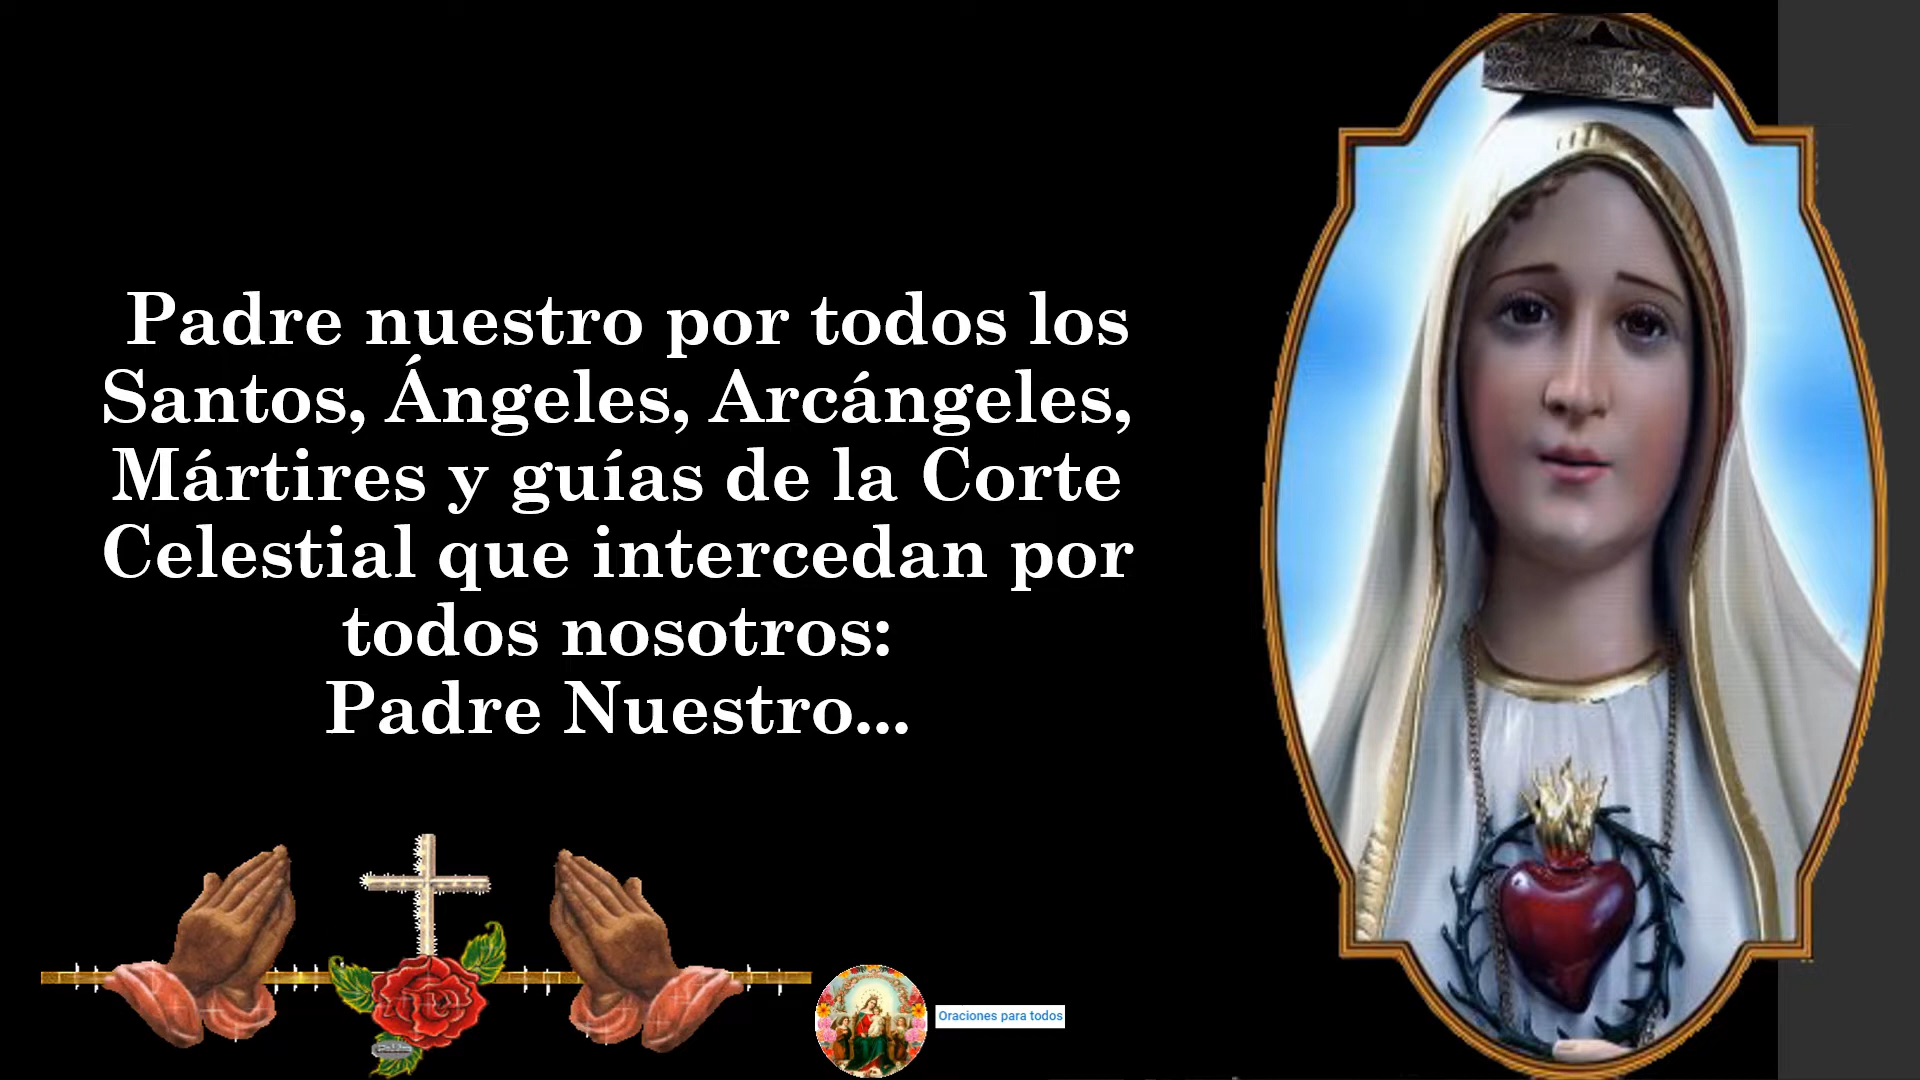 Padre nuestro por todos los
Santos, Ángeles, Arcángeles,
Mártires y guías de la Corte
Celestial que intercedan por
todos nosotros:
Padre Nuestro...
Oraciones para todos